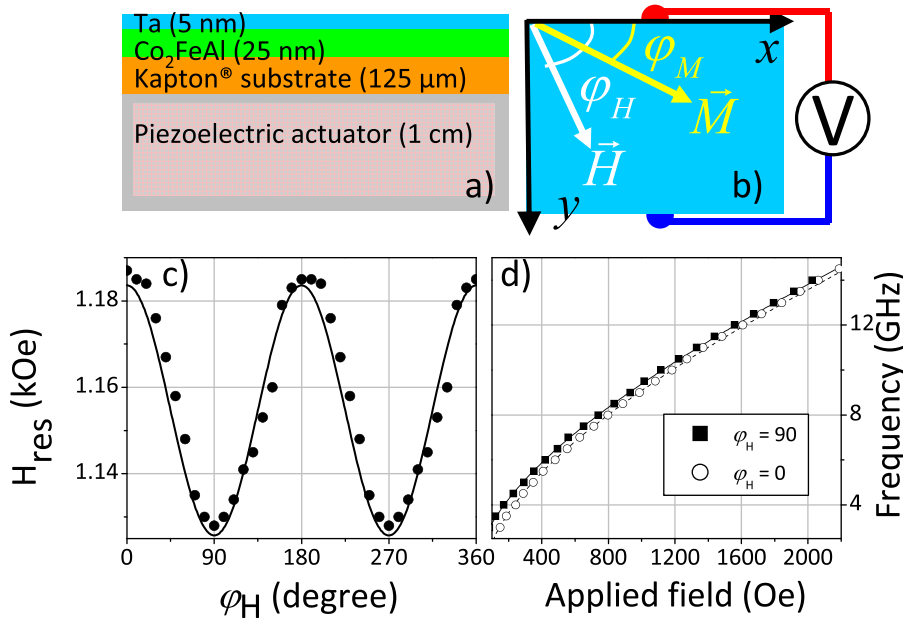 Ta (5 nm)
Co₂FeAl (25 nm)
Kapton® substrate (125 µm)
Piezoelectric actuator (1 cm)
a)
x
y
φM
φH
M
H
b)
V
c)
1.18
1.16
1.14
Hres (kOe)
0 90 180 270 360
φH (degree)
d)
φH = 90
φH = 0
12
8
4
Frequency (GHz)
400 800 1200 1600 2000
Applied field (Oe)